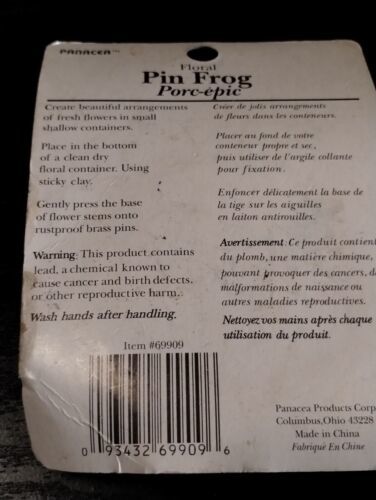 PANACEA™
Floral
Pin Frog
Porc-épic
Create beautiful arrangements
of fresh flowers in small
shallow containers.
Place in the bottom
of a clean dry
floral container. Using
sticky clay.
Gently press the base
of flower stems onto
rustproof brass pins.
Warning: This product contains
lead, a chemical known to
cause cancer and birth defects,
or other reproductive harm.
Wash hands after handling.
Créer de jolis arrangements
de fleurs dans les conteneurs.
Placer au fond de votre
conteneur propre et sec,
puis utiliser de l'argile collante
pour fixation.
Enfoncer délicatement la base de
la tige sur les aiguilles
en laiton antirouilles.
Avertissement: Ce produit contient
du plomb, une matière chimique,
pouvant provoquer des cancers, de
malformations de naissance ou
autres maladies reproductives.
Nettoyez vos mains après chaque
utilisation du produit.
Item #69909
0 93432 69909 6
Panacea Products Corp
Columbus, Ohio 43228
Made in China
Fabriqué En Chine